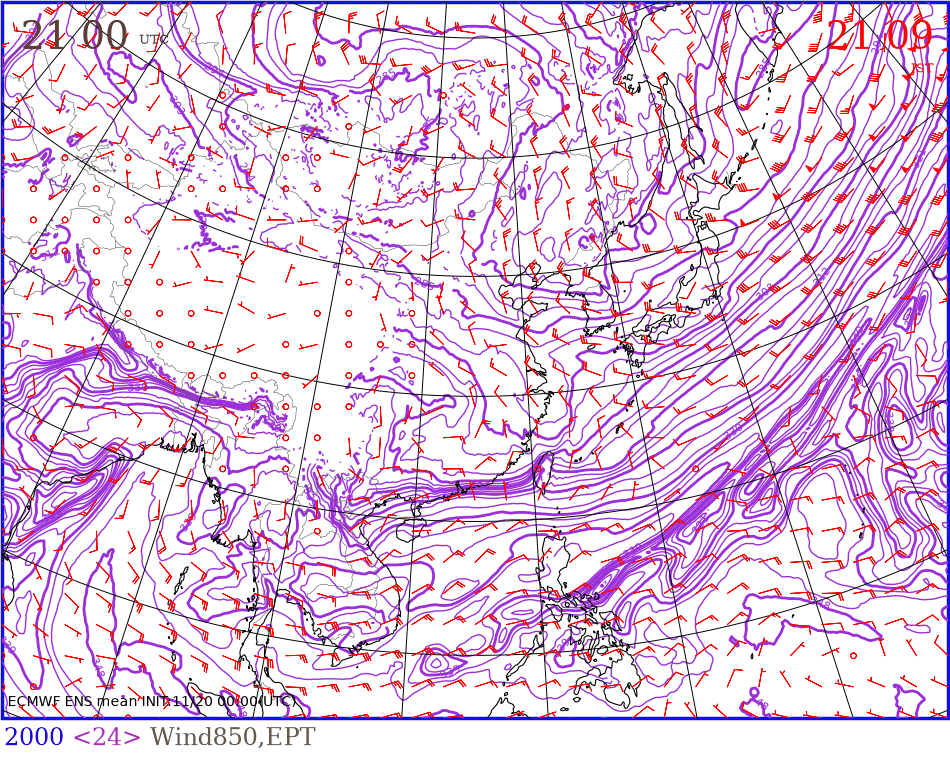 21 00 UTC
21 09
JST
ECMWF ENS mean INIT:11/20 00:00(UTC)
2000 <24> Wind850,EPT